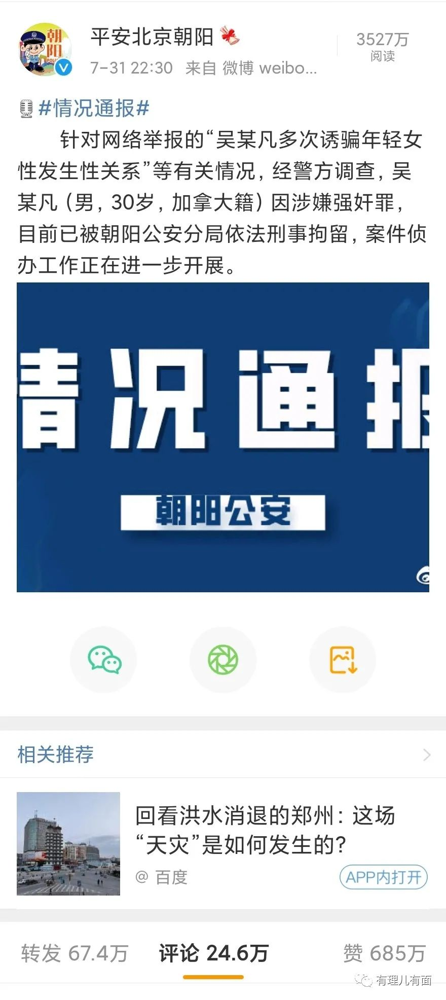 朝阳
POLICE
平安北京朝阳
3527万
阅读
7-31 22:30 来自 微博 weibo...
#情况通报#
针对网络举报的“吴某凡多次诱骗年轻女
性发生性关系”等有关情况，经警方调查，吴
某凡（男，30岁，加拿大籍）因涉嫌强奸罪，
目前已被朝阳公安分局依法刑事拘留，案件侦
办工作正在进一步开展。
情况通报
朝阳公安
相关推荐
回看洪水消退的郑州：这场
“天灾”是如何发生的？
@ 百度
APP内打开
转发 67.4万 评论 24.6万 赞 685万
有理儿有面